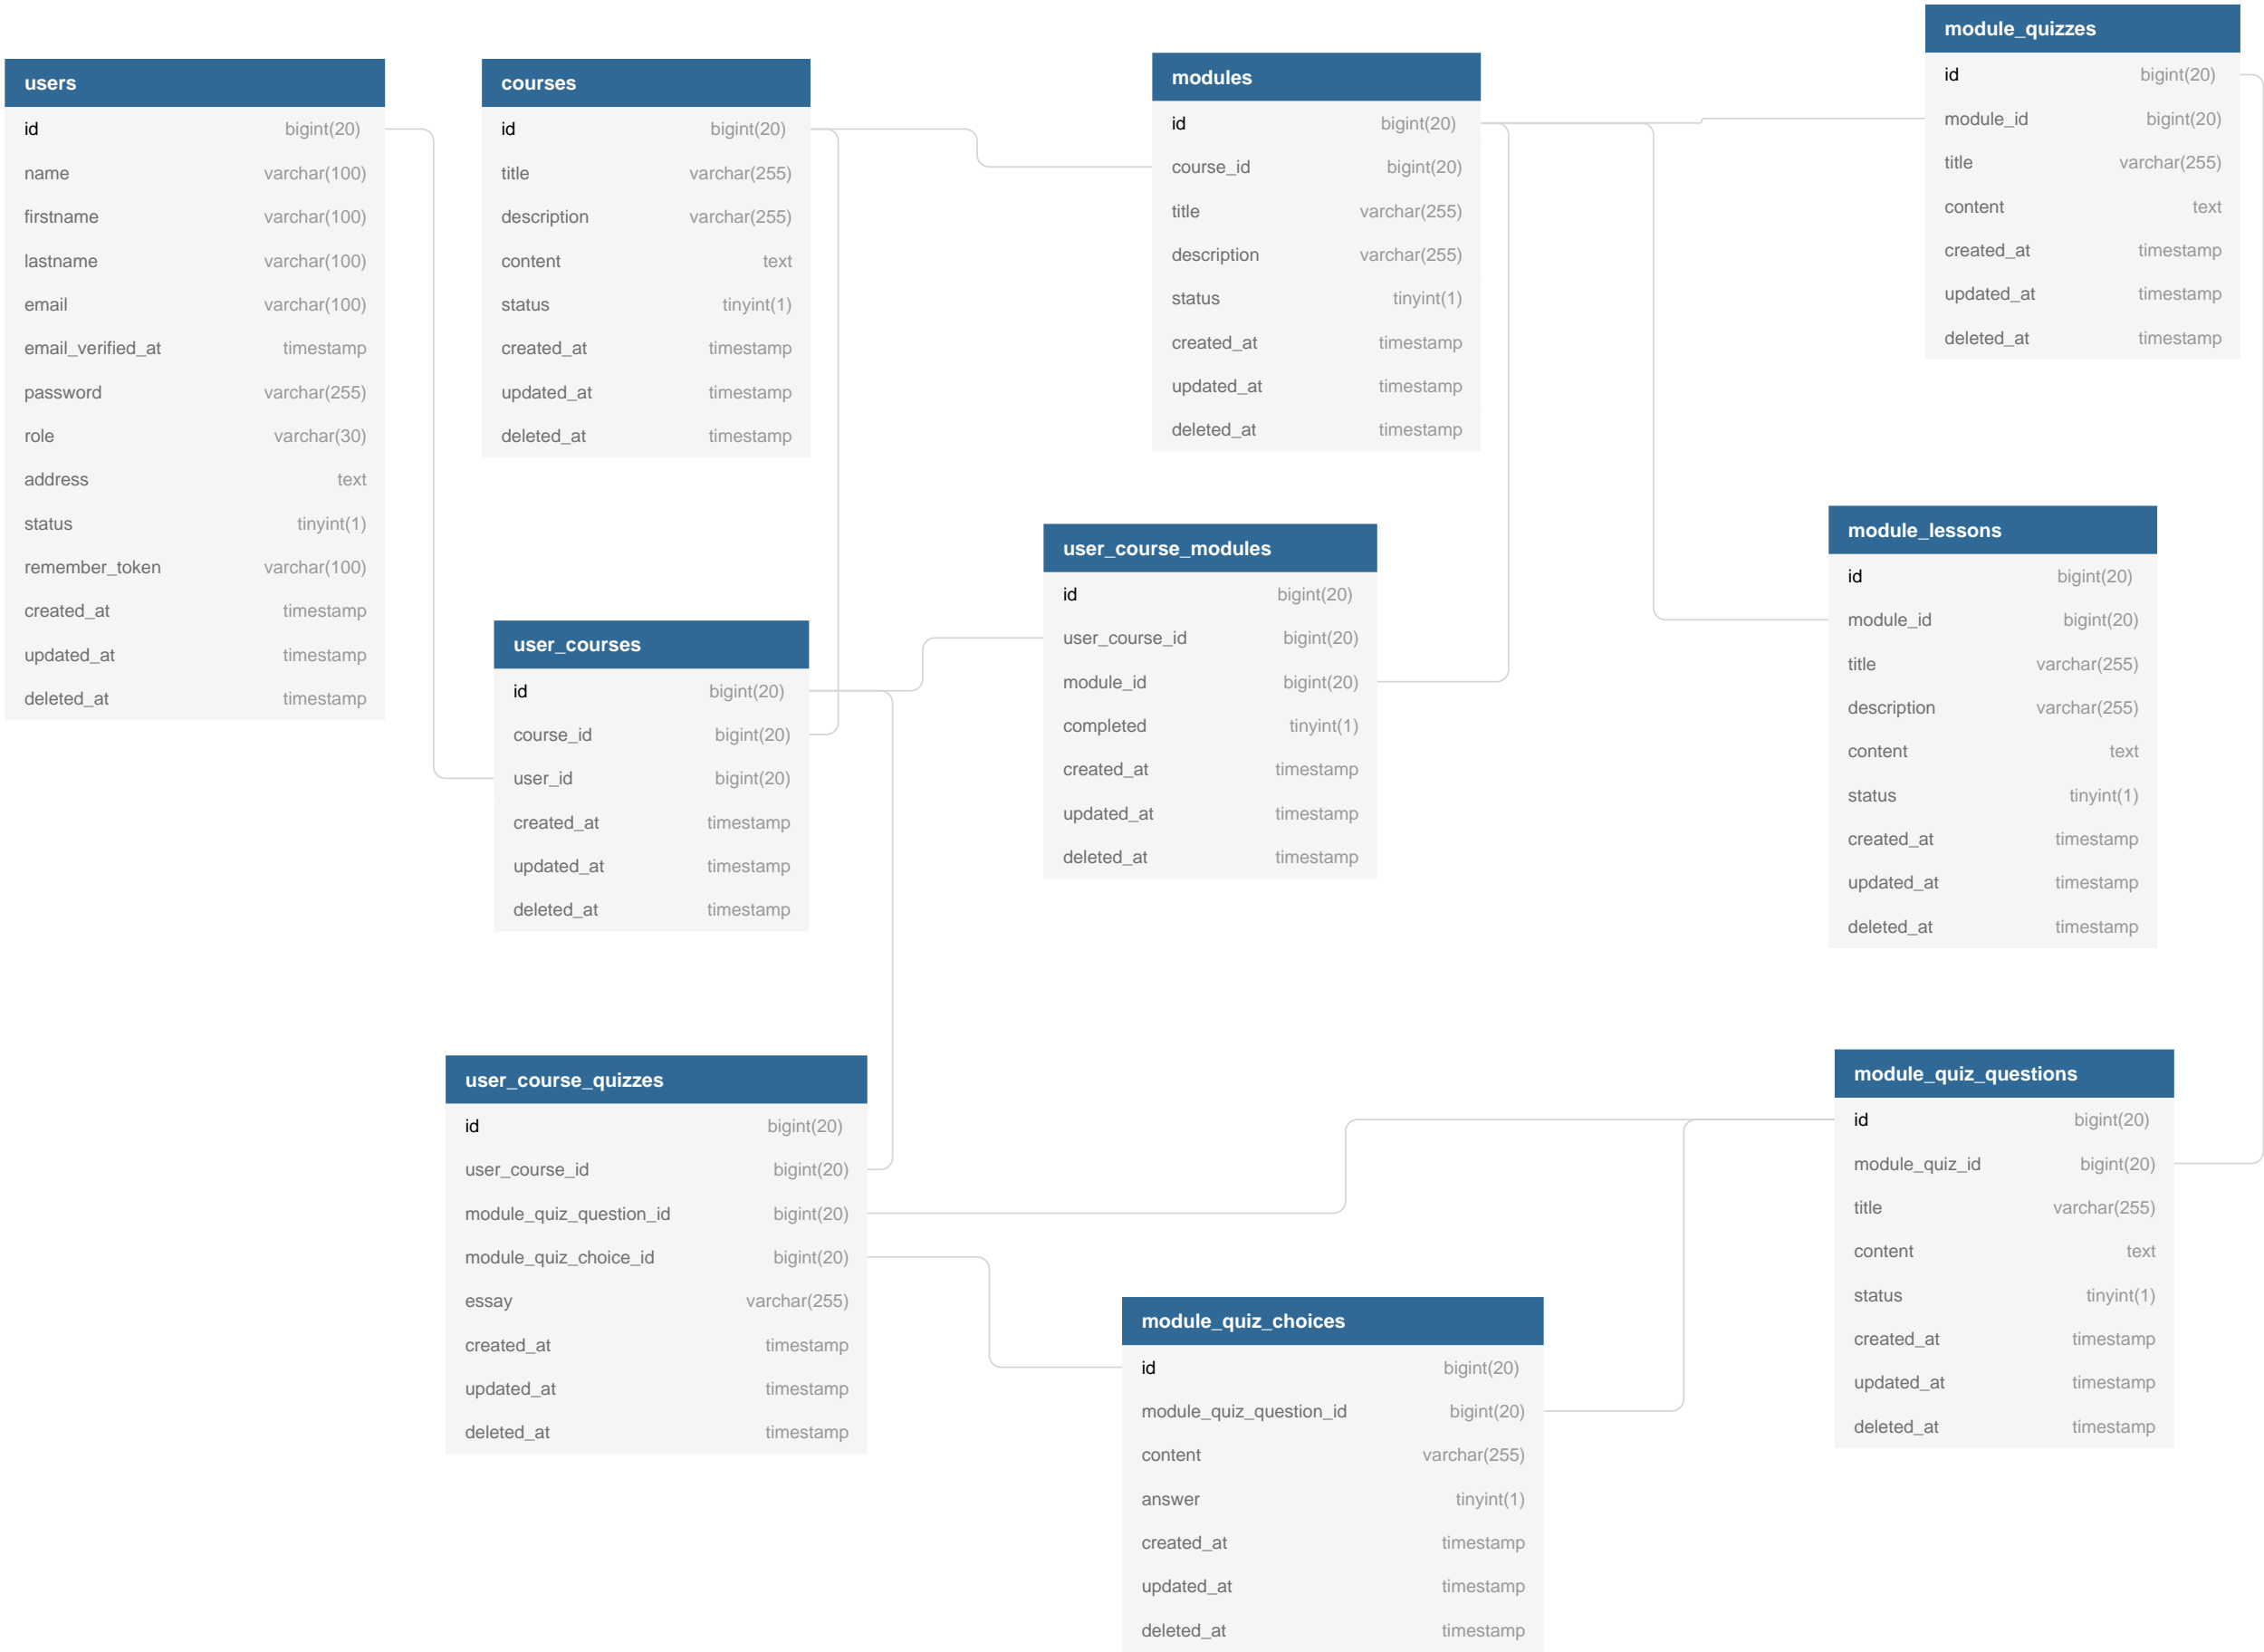 users
id bigint(20)
name varchar(100)
firstname varchar(100)
lastname varchar(100)
email varchar(100)
email_verified_at timestamp
password varchar(255)
role varchar(30)
address text
status tinyint(1)
remember_token varchar(100)
created_at timestamp
updated_at timestamp
deleted_at timestamp
courses
id bigint(20)
title varchar(255)
description varchar(255)
content text
status tinyint(1)
created_at timestamp
updated_at timestamp
deleted_at timestamp
modules
id bigint(20)
course_id bigint(20)
title varchar(255)
description varchar(255)
status tinyint(1)
created_at timestamp
updated_at timestamp
deleted_at timestamp
module_quizzes
id bigint(20)
module_id bigint(20)
title varchar(255)
content text
created_at timestamp
updated_at timestamp
deleted_at timestamp
user_courses
id bigint(20)
course_id bigint(20)
user_id bigint(20)
created_at timestamp
updated_at timestamp
deleted_at timestamp
user_course_modules
id bigint(20)
user_course_id bigint(20)
module_id bigint(20)
completed tinyint(1)
created_at timestamp
updated_at timestamp
deleted_at timestamp
module_lessons
id bigint(20)
module_id bigint(20)
title varchar(255)
description varchar(255)
content text
status tinyint(1)
created_at timestamp
updated_at timestamp
deleted_at timestamp
user_course_quizzes
id bigint(20)
user_course_id bigint(20)
module_quiz_question_id bigint(20)
module_quiz_choice_id bigint(20)
essay varchar(255)
created_at timestamp
updated_at timestamp
deleted_at timestamp
module_quiz_choices
id bigint(20)
module_quiz_question_id bigint(20)
content varchar(255)
answer tinyint(1)
created_at timestamp
updated_at timestamp
deleted_at timestamp
module_quiz_questions
id bigint(20)
module_quiz_id bigint(20)
title varchar(255)
content text
status tinyint(1)
created_at timestamp
updated_at timestamp
deleted_at timestamp